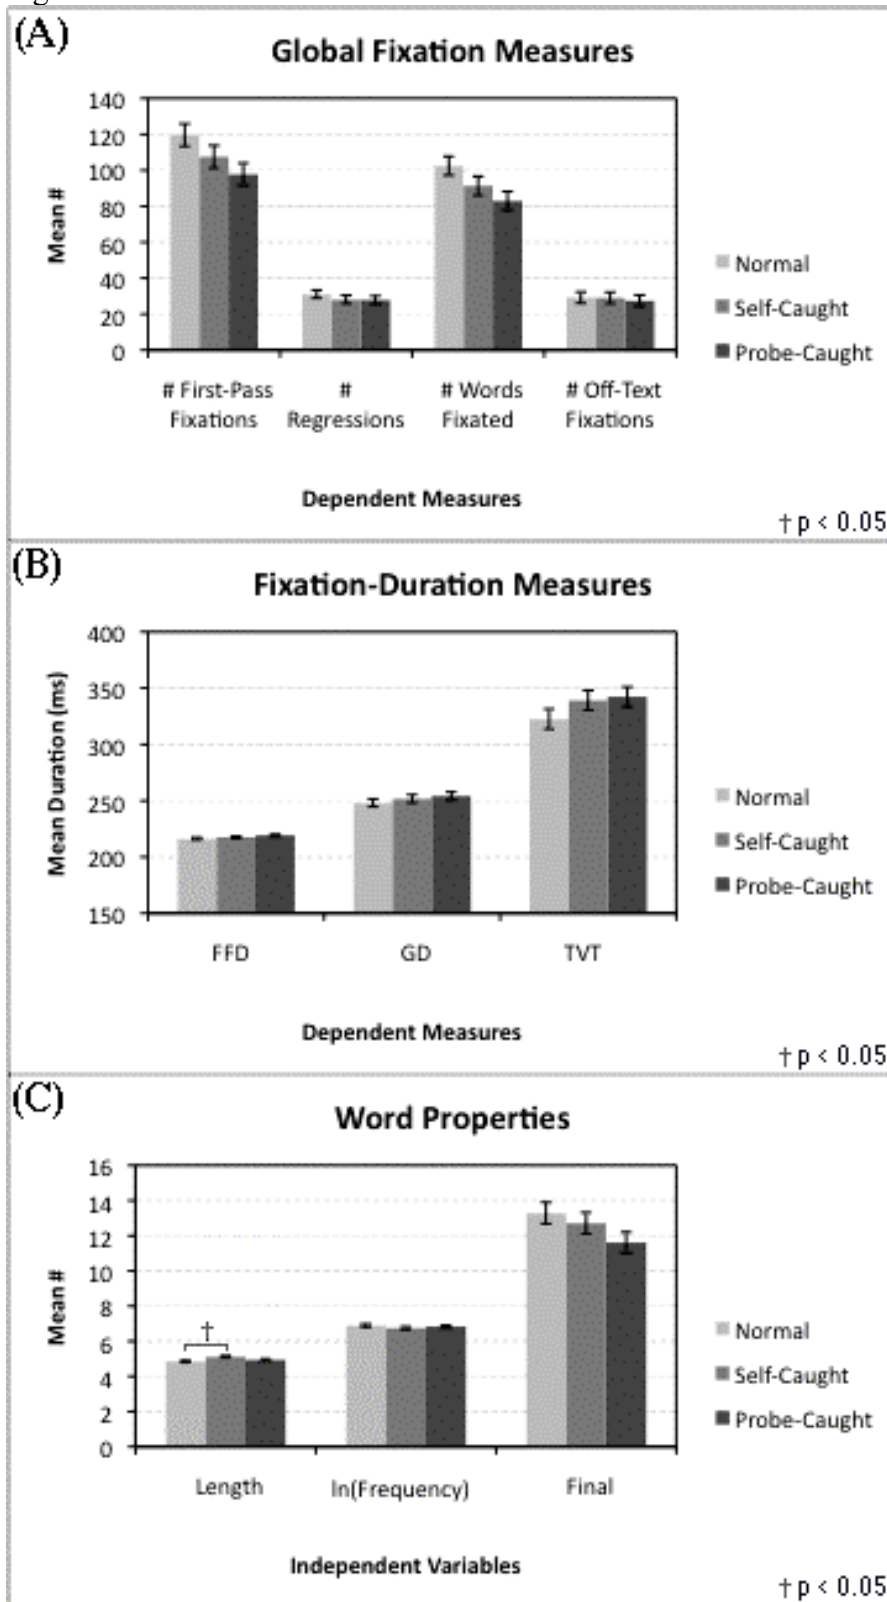 (A)
Global Fixation Measures
140
120
100
80
60
40
20
0
Mean #
# First-Pass Fixations
# Regressions
# Words Fixated
# Off-Text Fixations
Dependent Measures
Normal
Self-Caught
Probe-Caught
† p < 0.05
(B)
Fixation-Duration Measures
400
350
300
250
200
150
Mean Duration (ms)
FFD
GD
TVT
Dependent Measures
Normal
Self-Caught
Probe-Caught
† p < 0.05
(C)
Word Properties
16
14
12
10
8
6
4
2
0
Mean #
†
Length
ln(Frequency)
Final
Independent Variables
Normal
Self-Caught
Probe-Caught
† p < 0.05